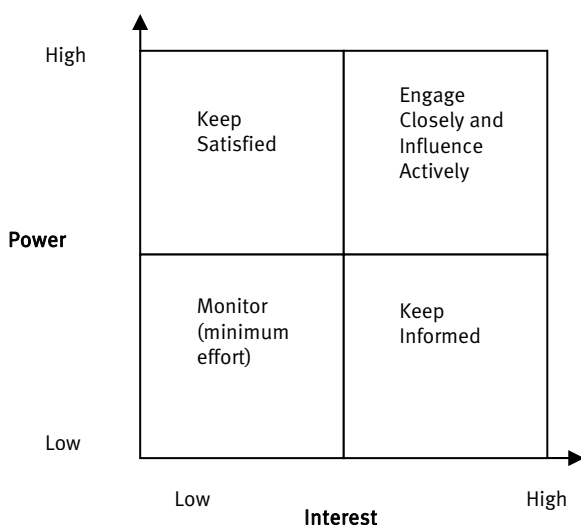 High
Keep
Satisfied
Engage
Closely and
Influence
Actively
Power
Monitor
(minimum
effort)
Keep
Informed
Low
Low
High
Interest